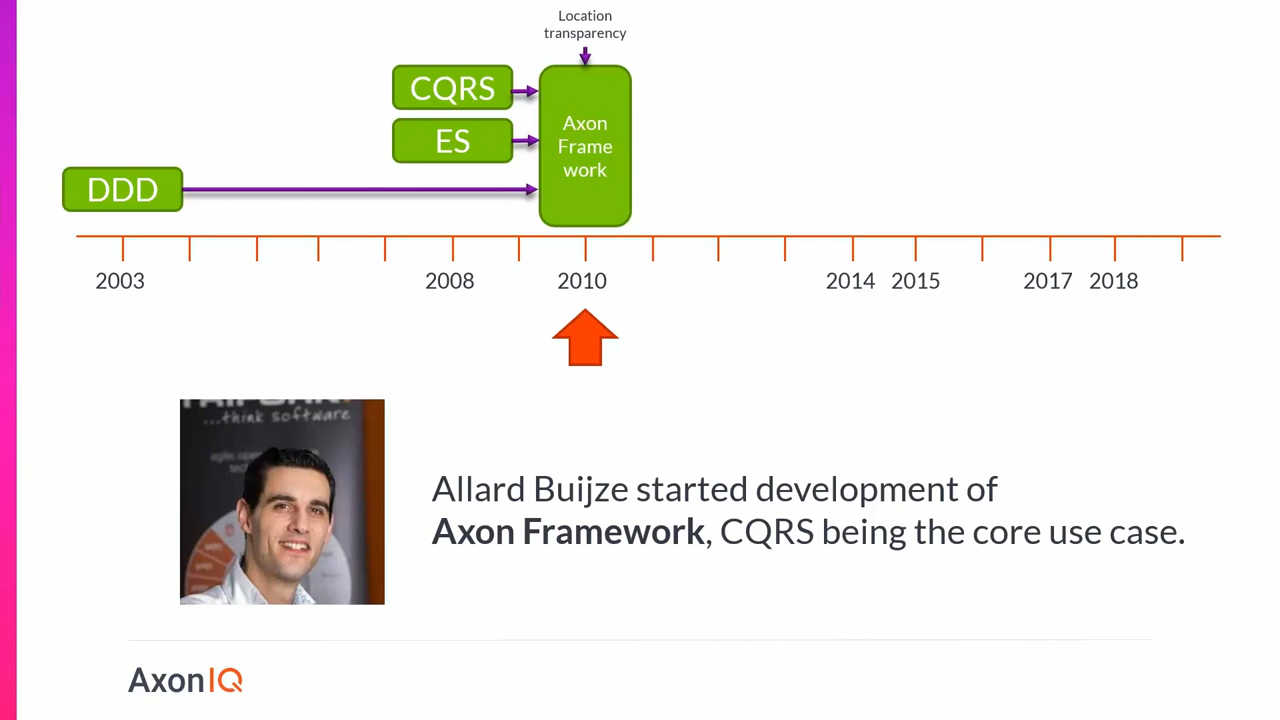 Location
transparency
CQRS
ES
DDD
Axon
Frame
work
2003
2008
2010
2014
2015
2017
2018
...think software
Allard Buijze started development of
Axon Framework, CQRS being the core use case.
AxonIQ